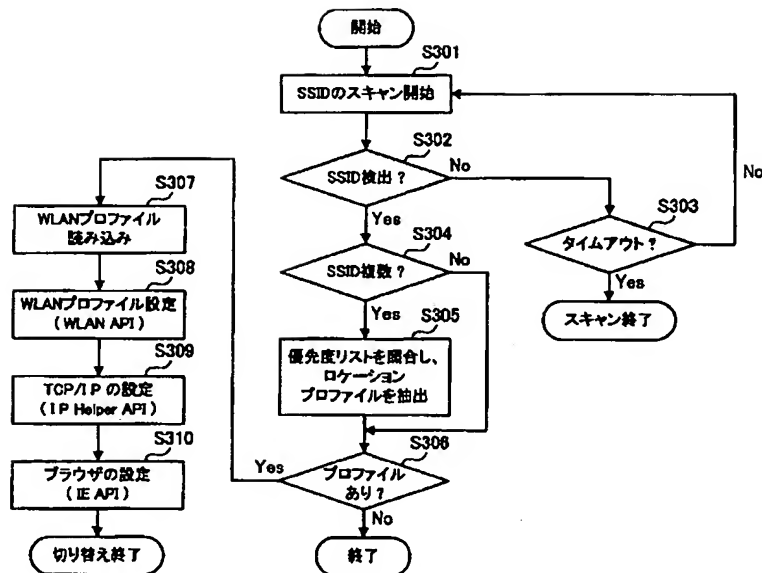 開始
S301
SSIDのスキャン開始
S302
SSID検出？
No
Yes
S303
タイムアウト？
No
Yes
スキャン終了
S304
SSID複数？
No
Yes
S305
優先度リストを照合し、
ロケーション
プロファイルを抽出
S306
プロファイル
あり？
Yes
No
終了
S307
WLANプロファイル
読み込み
S308
WLANプロファイル設定
（WLAN API）
S309
TCP/IP の設定
（IP Helper API）
S310
ブラウザの設定
（IE API）
切り替え終了